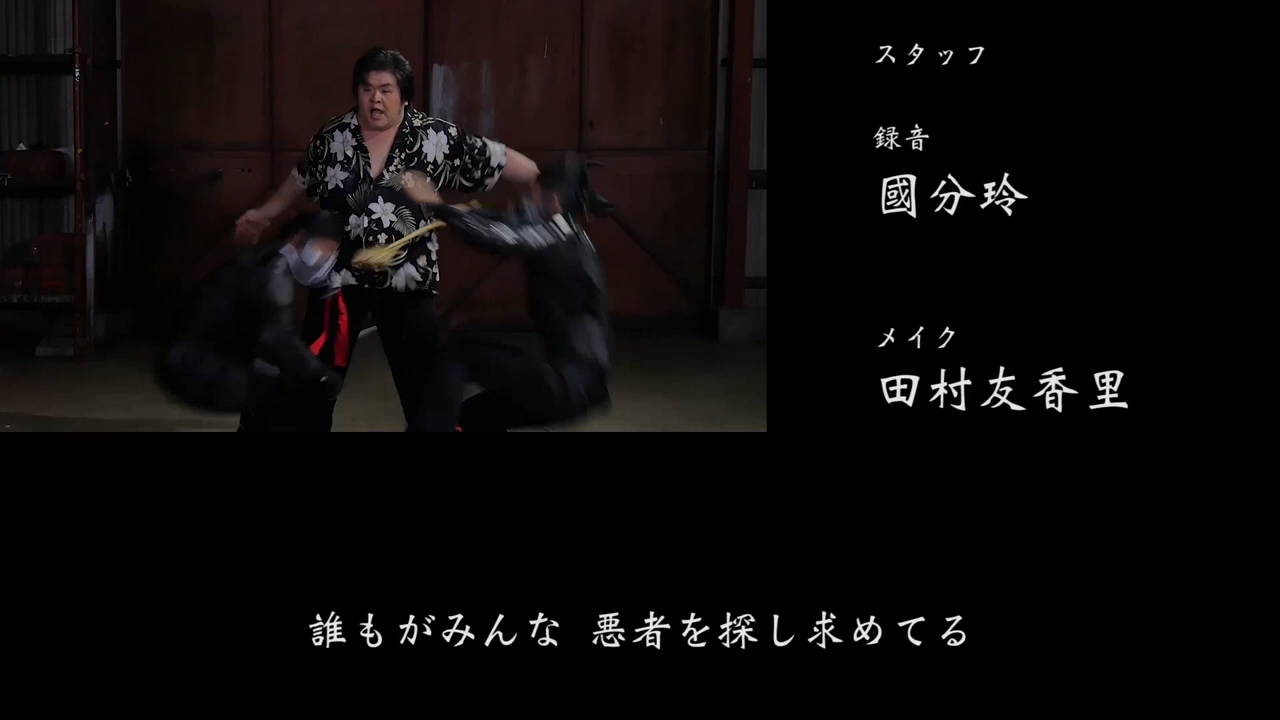 スタッフ
録音
國分玲
メイク
田村友香里
誰もがみんな 悪者を探し求めてる